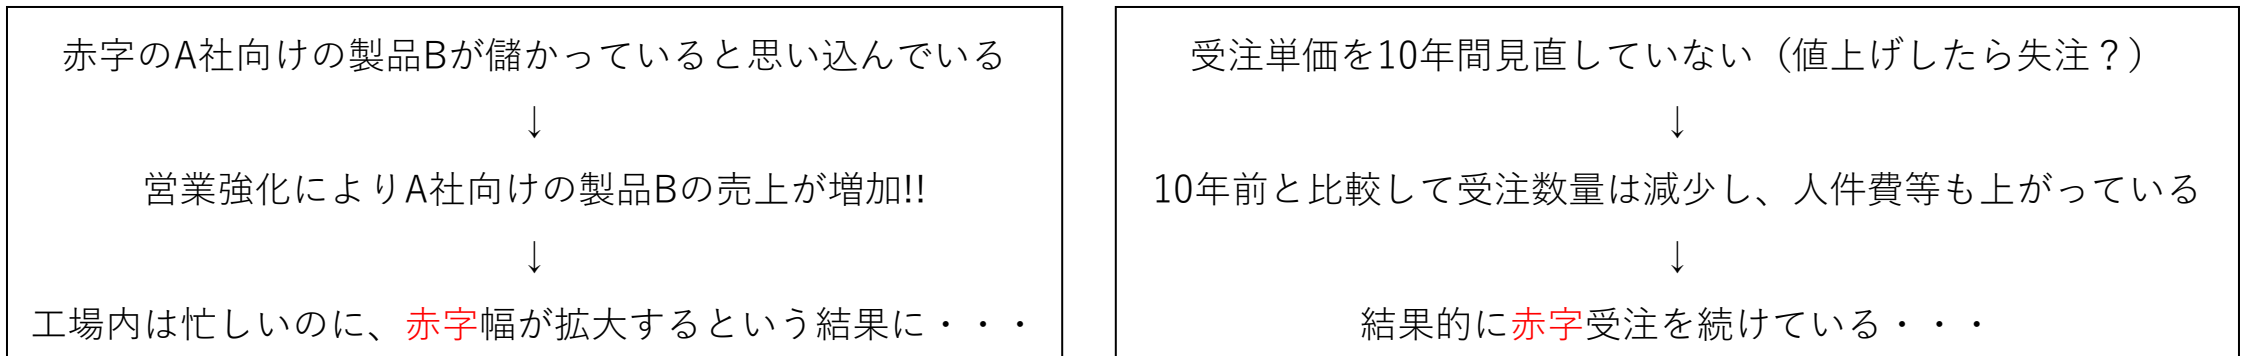 赤字のA社向けの製品Bが儲かっていると思い込んでいる
↓
営業強化によりA社向けの製品Bの売上が増加!!
↓
工場内は忙しいのに、赤字幅が拡大するという結果に・・・
受注単価を10年間見直していない（値上げしたら失注？）
↓
10年前と比較して受注数量は減少し、人件費等も上がっている
↓
結果的に赤字受注を続けている・・・